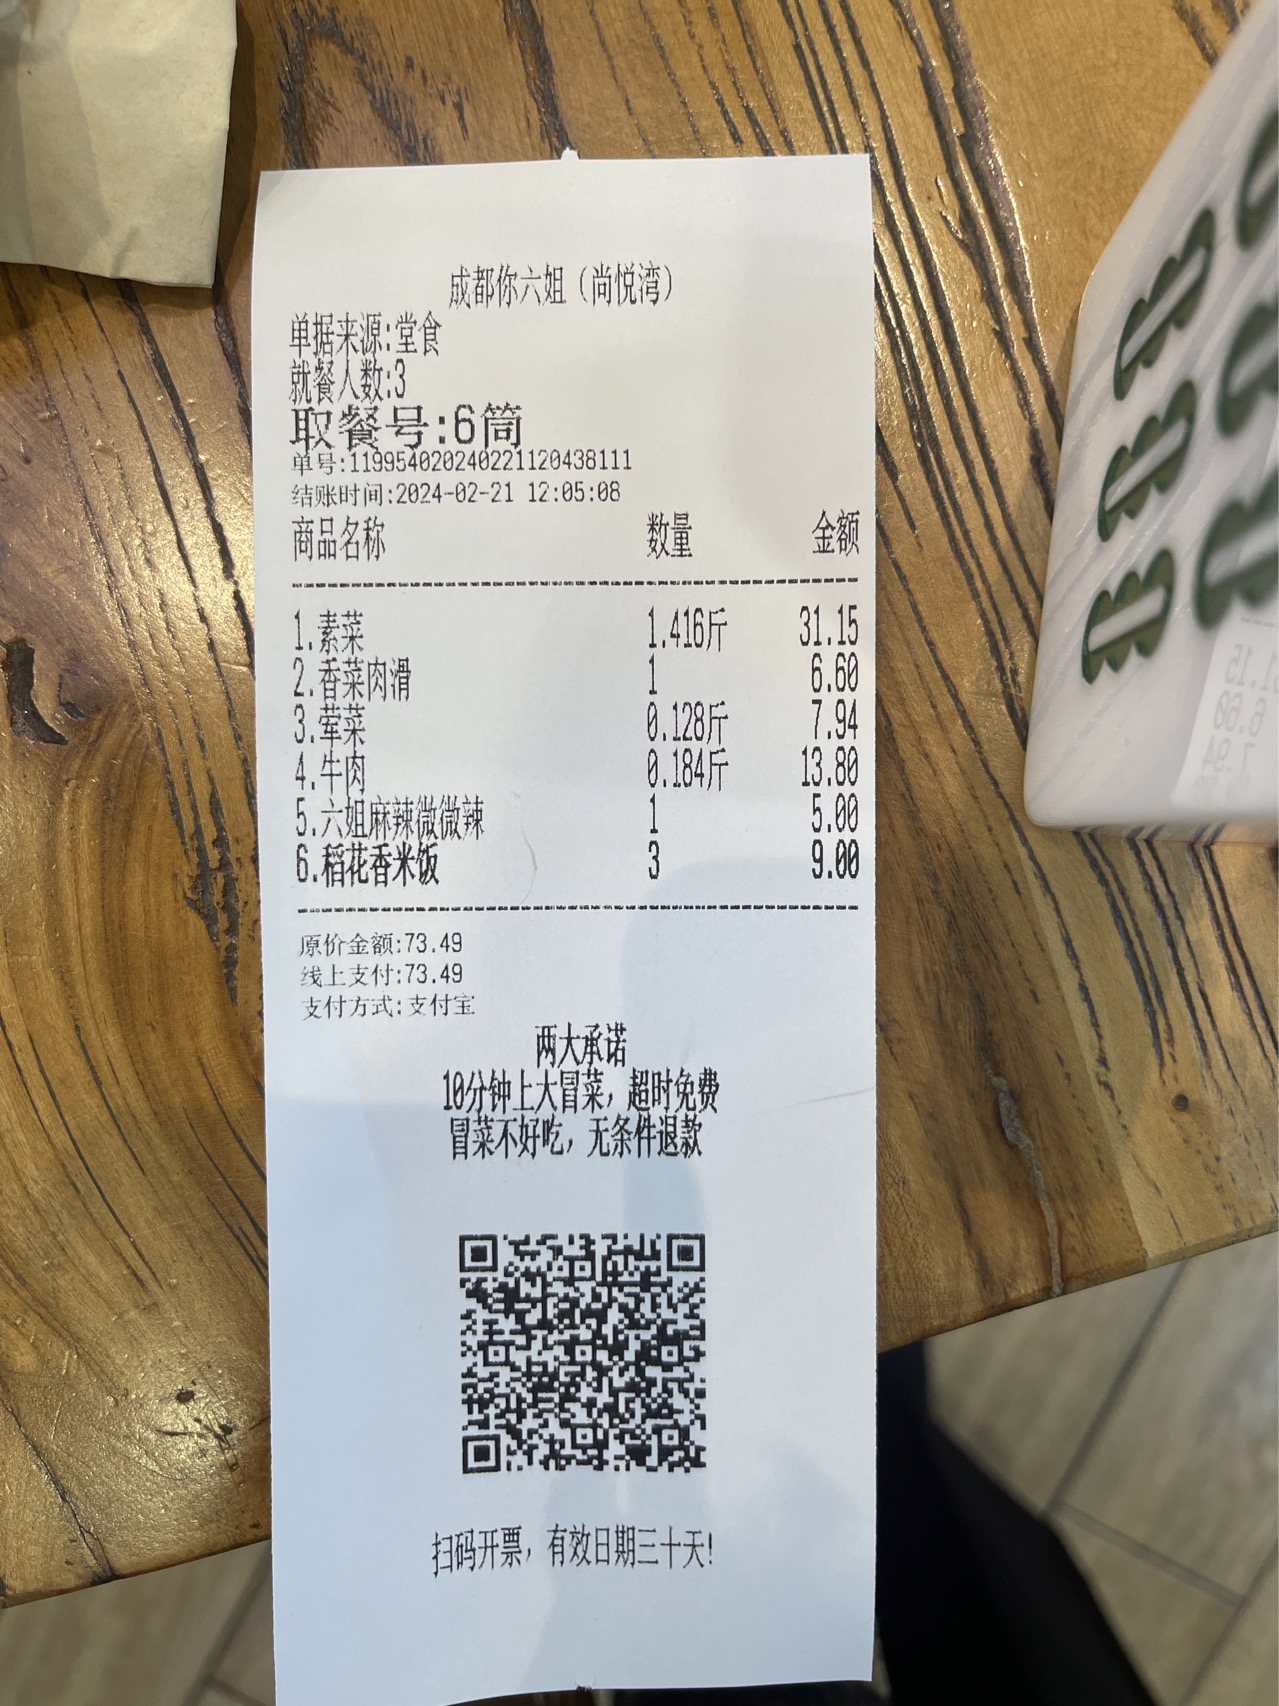 成都你六姐（尚悦湾）
单据来源:堂食
就餐人数:3
取餐号:6筒
单号:119954020240221120438111
结账时间:2024-02-21 12:05:08
商品名称 数量 金额
1.素菜 1.416斤 31.15
2.香菜肉滑 1 6.60
3.荤菜 0.128斤 7.94
4.牛肉 0.184斤 13.80
5.六姐麻辣微微辣 1 5.00
6.稻花香米饭 3 9.00
原价金额:73.49
线上支付:73.49
支付方式:支付宝
两大承诺
10分钟上大冒菜，超时免费
冒菜不好吃，无条件退款
扫码开票，有效日期三十天!